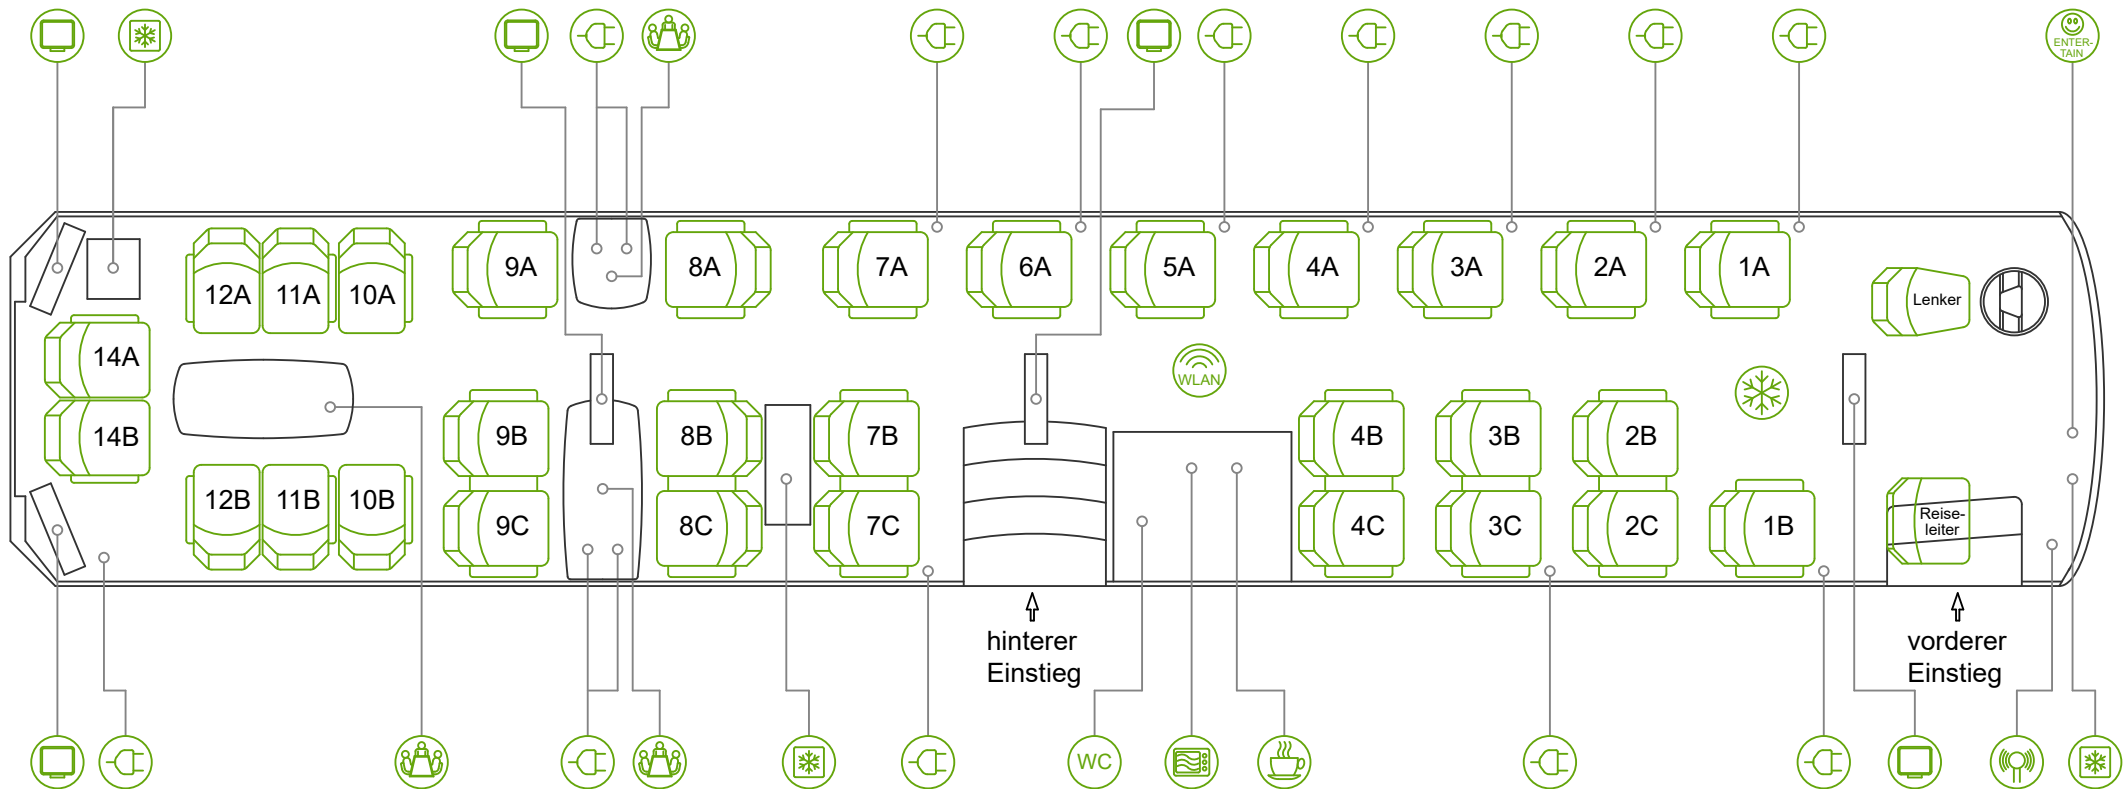 ENTER-
TAIN
12A 11A 10A 9A 8A 7A 6A 5A 4A 3A 2A 1A
Lenker
14A
WLAN
14B
9B 8B 7B 4B 3B 2B
12B 11B 10B 9C 8C 7C 4C 3C 2C 1B
Reise-
leiter
hinterer
Einstieg
vorderer
Einstieg
WC